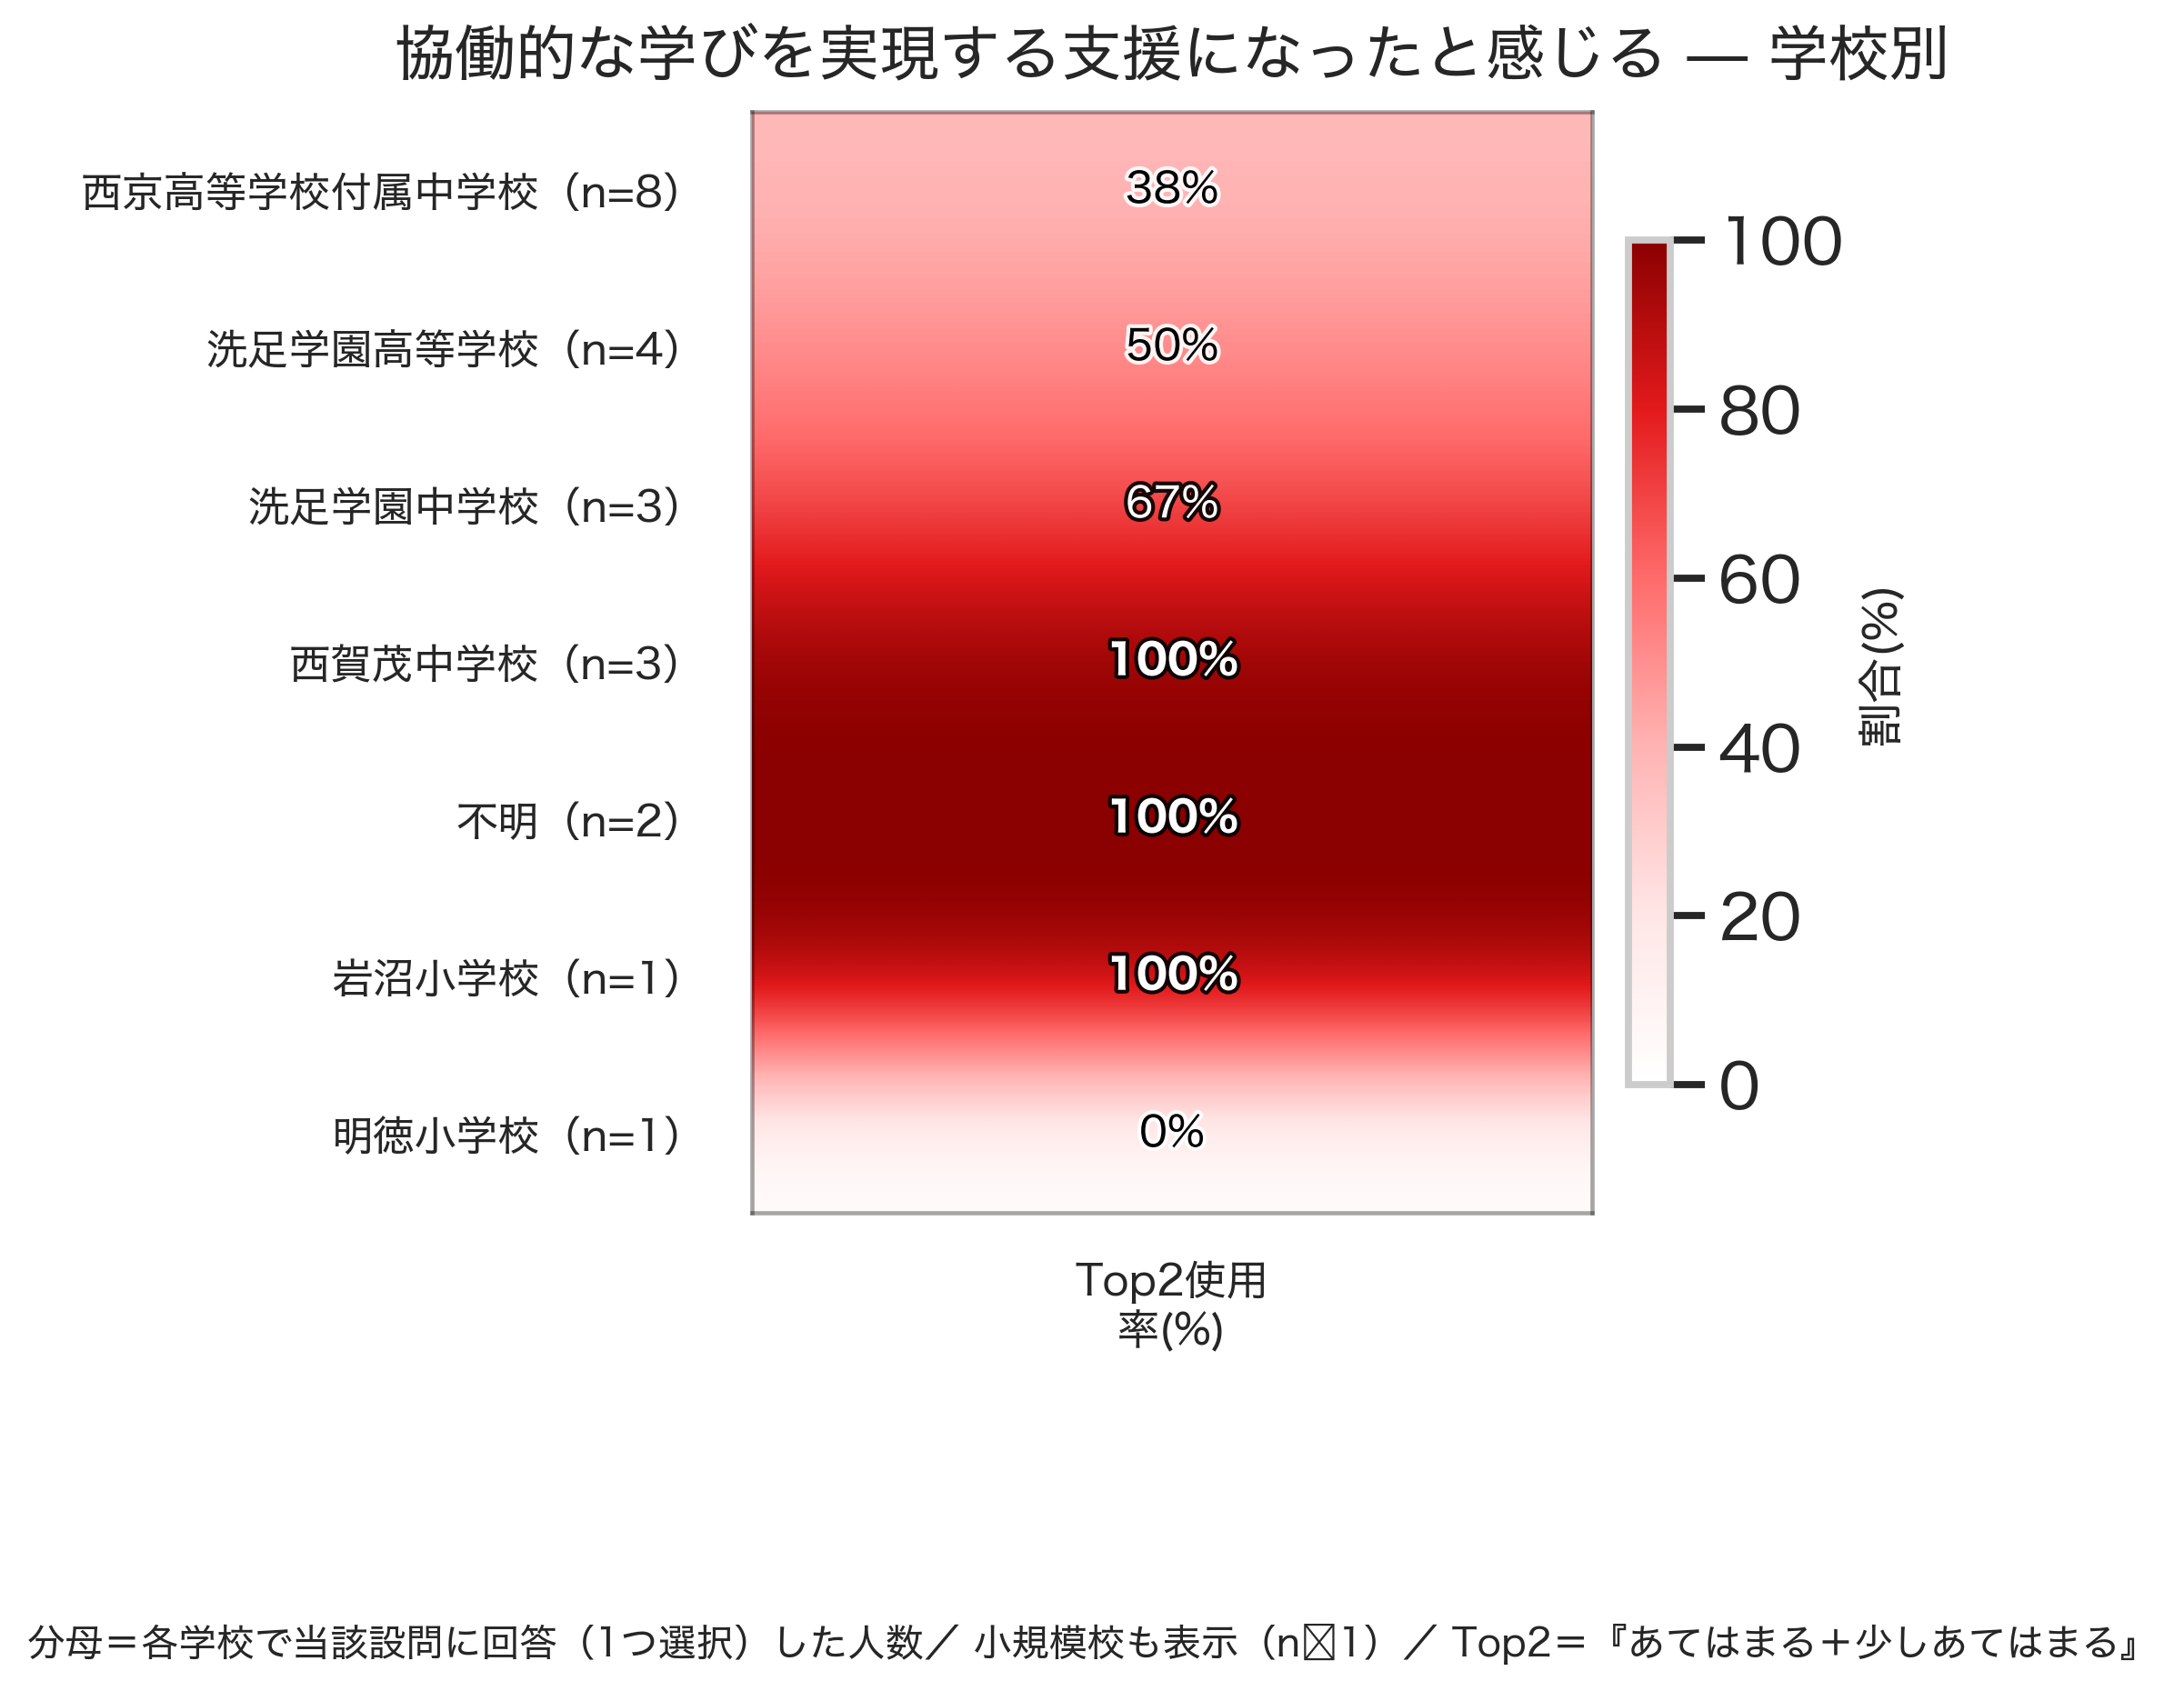 協働的な学びを実現する支援になったと感じる — 学校別
西京高等学校付属中学校（n=8）
38%
洗足学園高等学校（n=4）
50%
洗足学園中学校（n=3）
67%
西賀茂中学校（n=3）
100%
不明（n=2）
100%
岩沼小学校（n=1）
100%
明徳小学校（n=1）
0%
Top2使用
率(%)
100
80
60
40
20
0
割合(%)
分母＝各学校で当該設問に回答（1つ選択）した人数／ 小規模校も表示（n□1）／ Top2＝『あてはまる＋少しあてはまる』